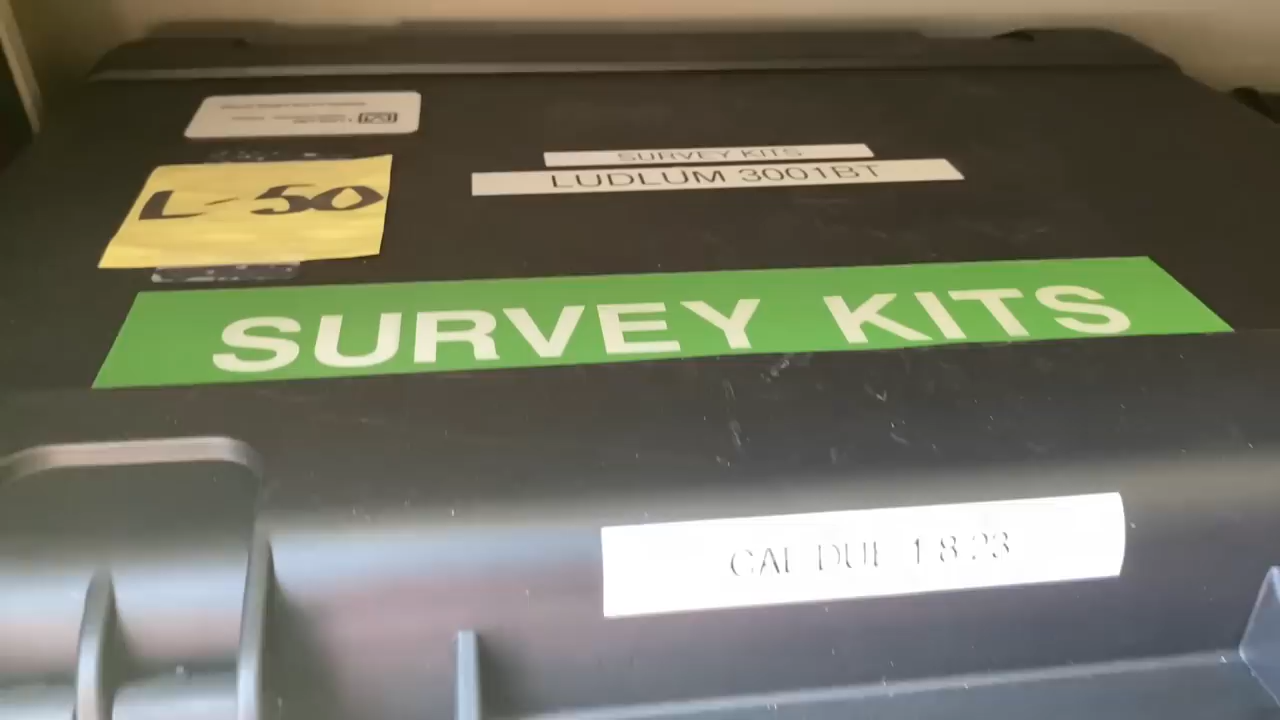 SURVEY KITS
LUDLUM 3001BT
L-50
SURVEY KITS
CAL DUE 1 8 23